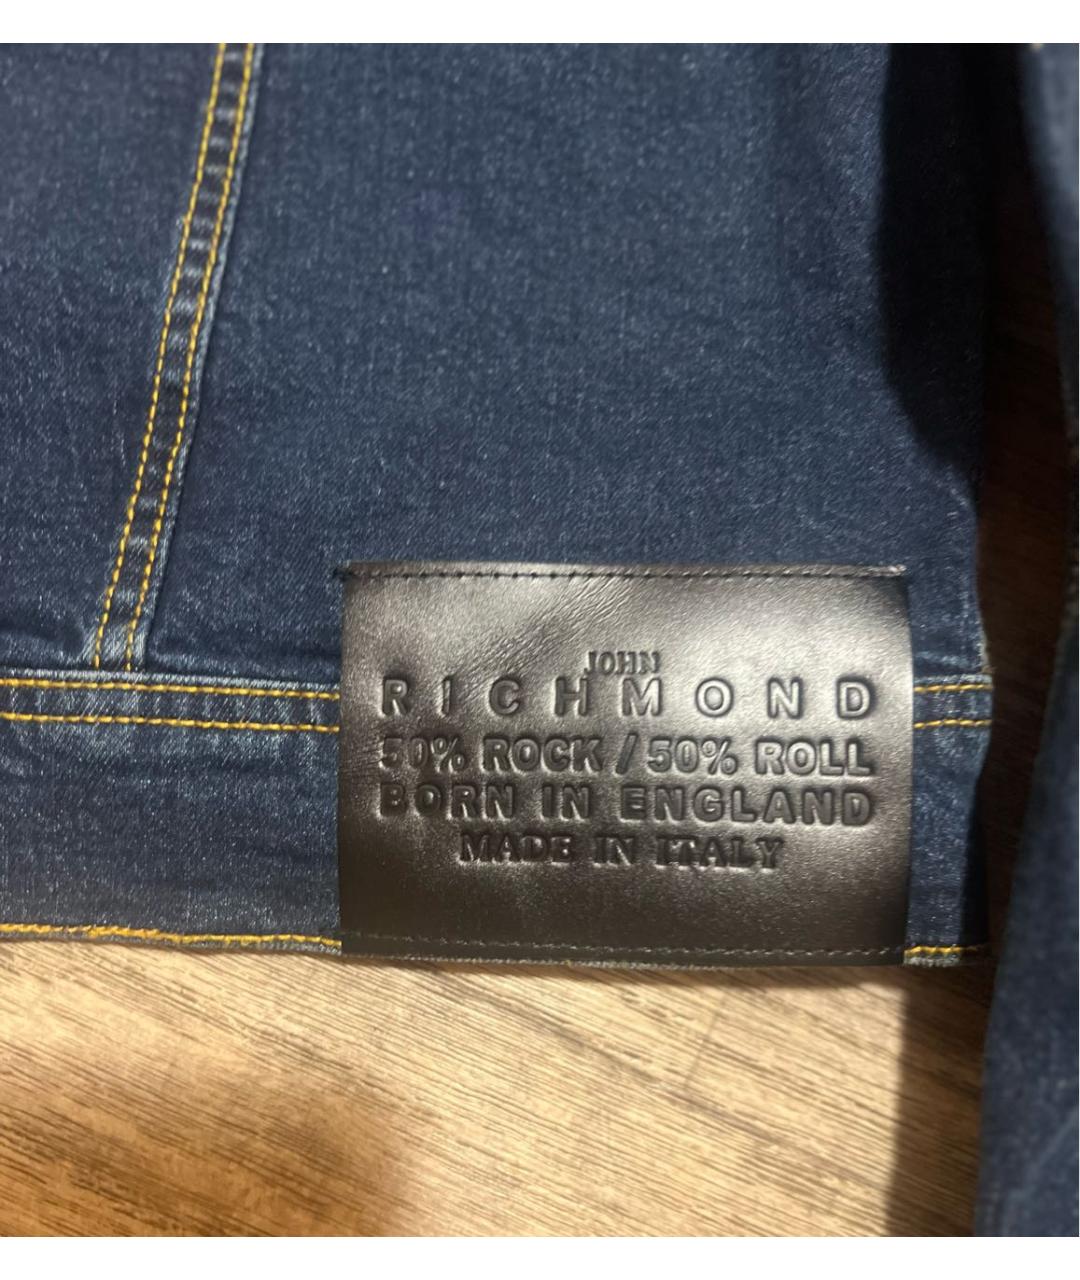 JOHN
RICHMOND
50% ROCK / 50% ROLL
BORN IN ENGLAND
MADE IN ITALY